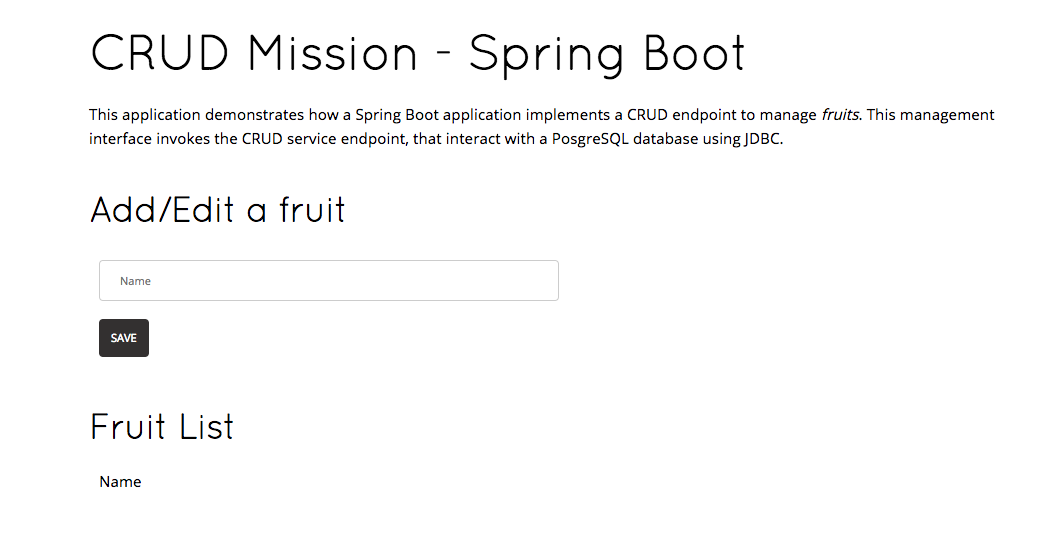 CRUD Mission - Spring Boot
This application demonstrates how a Spring Boot application implements a CRUD endpoint to manage fruits. This management
interface invokes the CRUD service endpoint, that interact with a PosgreSQL database using JDBC.
Add/Edit a fruit
Name
SAVE
Fruit List
Name